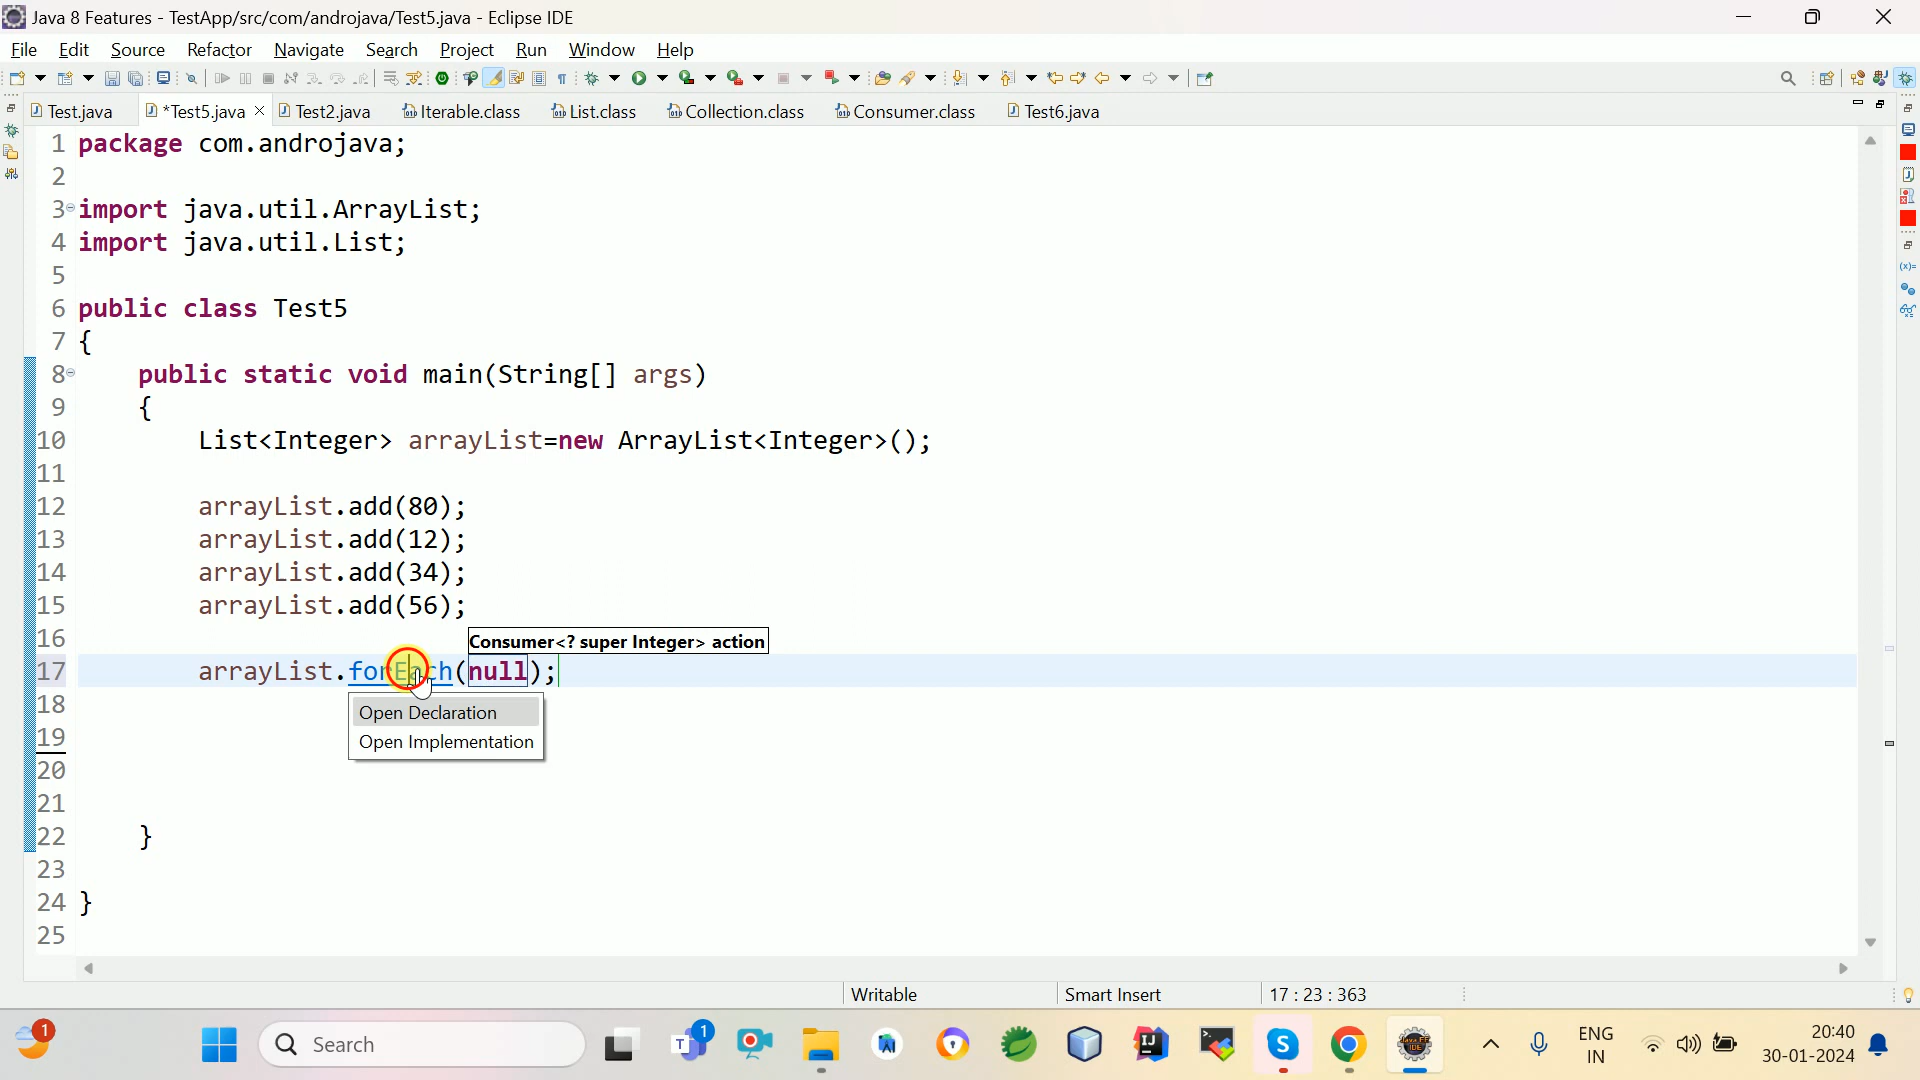 Java 8 Features - TestApp/src/com/androjava/Test5.java - Eclipse IDE
File Edit Source Refactor Navigate Search Project Run Window Help
Test.java *Test5.java Test2.java Iterable.class List.class Collection.class Consumer.class Test6.java
1 package com.androjava;
2
3 import java.util.ArrayList;
4 import java.util.List;
5
6 public class Test5
7 {
8 public static void main(String[] args)
9 {
10 List<Integer> arrayList=new ArrayList<Integer>();
11
12 arrayList.add(80);
13 arrayList.add(12);
14 arrayList.add(34);
15 arrayList.add(56);
16
Consumer<? super Integer> action
17 arrayList.forEach(null);
18
Open Declaration
19
Open Implementation
20
21
22 }
23
24 }
25
Writable Smart Insert 17 : 23 : 363
1 Search 1 ENG 20:40
IN 30-01-2024